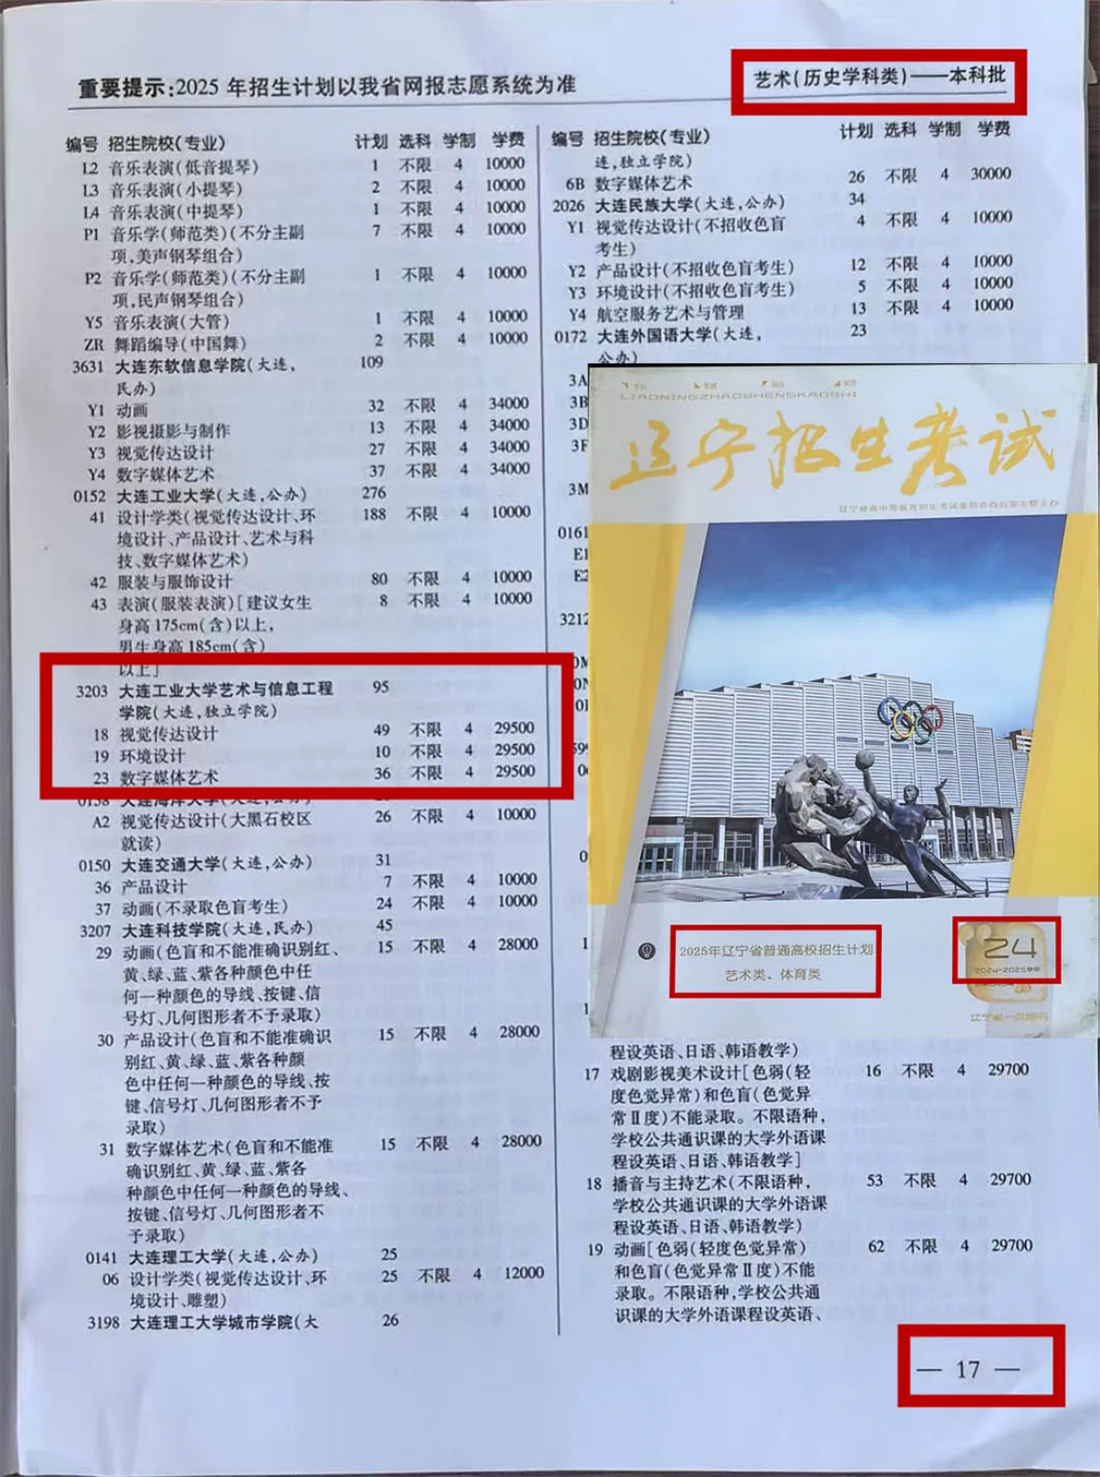 重要提示:2025 年招生计划以我省网报志愿系统为准
艺术(历史学科类)——本科批
编号 招生院校(专业) 计划 选科 学制 学费
L2 音乐表演(低音提琴) 1 不限 4 10000
L3 音乐表演(小提琴) 2 不限 4 10000
L4 音乐表演(中提琴) 1 不限 4 10000
P1 音乐学(师范类)(不分主副 7 不限 4 10000
项,美声钢琴组合)
P2 音乐学(师范类)(不分主副 1 不限 4 10000
项,民声钢琴组合)
Y5 音乐表演(大管) 1 不限 4 10000
ZR 舞蹈编导(中国舞) 2 不限 4 10000
3631 大连东软信息学院(大连, 109
民办)
Y1 动画 32 不限 4 34000
Y2 影视摄影与制作 13 不限 4 34000
Y3 视觉传达设计 27 不限 4 34000
Y4 数字媒体艺术 37 不限 4 34000
0152 大连工业大学(大连,公办) 276
41 设计学类(视觉传达设计、环 188 不限 4 10000
境设计、产品设计、艺术与科
技、数字媒体艺术)
42 服装与服饰设计 80 不限 4 10000
43 表演(服装表演)[建议女生 8 不限 4 10000
身高 175cm(含)以上,
男生身高 185cm(含)
以上]
3203 大连工业大学艺术与信息工程 95
学院(大连,独立学院)
18 视觉传达设计 49 不限 4 29500
19 环境设计 10 不限 4 29500
23 数字媒体艺术 36 不限 4 29500
0158 大连海洋大学(大连,公办)
A2 视觉传达设计(大黑石校区 26 不限 4 10000
就读)
0150 大连交通大学(大连,公办) 31
36 产品设计 7 不限 4 10000
37 动画(不录取色盲考生) 24 不限 4 10000
3207 大连科技学院(大连,民办) 45
29 动画(色盲和不能准确识别红、 15 不限 4 28000
黄、绿、蓝、紫各种颜色中任
何一种颜色的导线、按键、信
号灯、几何图形者不予录取)
30 产品设计(色盲和不能准确识 15 不限 4 28000
别红、黄、绿、蓝、紫各种颜
色中任何一种颜色的导线、按
键、信号灯、几何图形者不予
录取)
31 数字媒体艺术(色盲和不能准 15 不限 4 28000
确识别红、黄、绿、蓝、紫各
种颜色中任何一种颜色的导线、
按键、信号灯、几何图形者不
予录取)
0141 大连理工大学(大连,公办) 25
06 设计学类(视觉传达设计、环 25 不限 4 12000
境设计、雕塑)
3198 大连理工大学城市学院(大 26
编号 招生院校(专业) 计划 选科 学制 学费
连,独立学院)
6B 数字媒体艺术 26 不限 4 30000
2026 大连民族大学(大连,公办) 34
Y1 视觉传达设计(不招收色盲 4 不限 4 10000
考生)
Y2 产品设计(不招收色盲考生) 12 不限 4 10000
Y3 环境设计(不招收色盲考生) 5 不限 4 10000
Y4 航空服务艺术与管理 13 不限 4 10000
0172 大连外国语大学(大连, 23
公办)
3A
3B
3D
3F
3M
0161
E1
E2
3212
LIAONINGZHAOSHENGKAOSHI
辽宁招生考试
2025年辽宁省普通高校招生计划
艺术类、体育类
24
2024-2025学年
程设英语、日语、韩语教学)
17 戏剧影视美术设计[色弱(轻 16 不限 4 29700
度色觉异常)和色盲(色觉异
常Ⅱ度)不能录取。不限语种,
学校公共通识课的大学外语课
程设英语、日语、韩语教学]
18 播音与主持艺术(不限语种, 53 不限 4 29700
学校公共通识课的大学外语课
程设英语、日语、韩语教学)
19 动画[色弱(轻度色觉异常) 62 不限 4 29700
和色盲(色觉异常Ⅱ度)不能
录取。不限语种,学校公共通
识课的大学外语课程设英语、
— 17 —